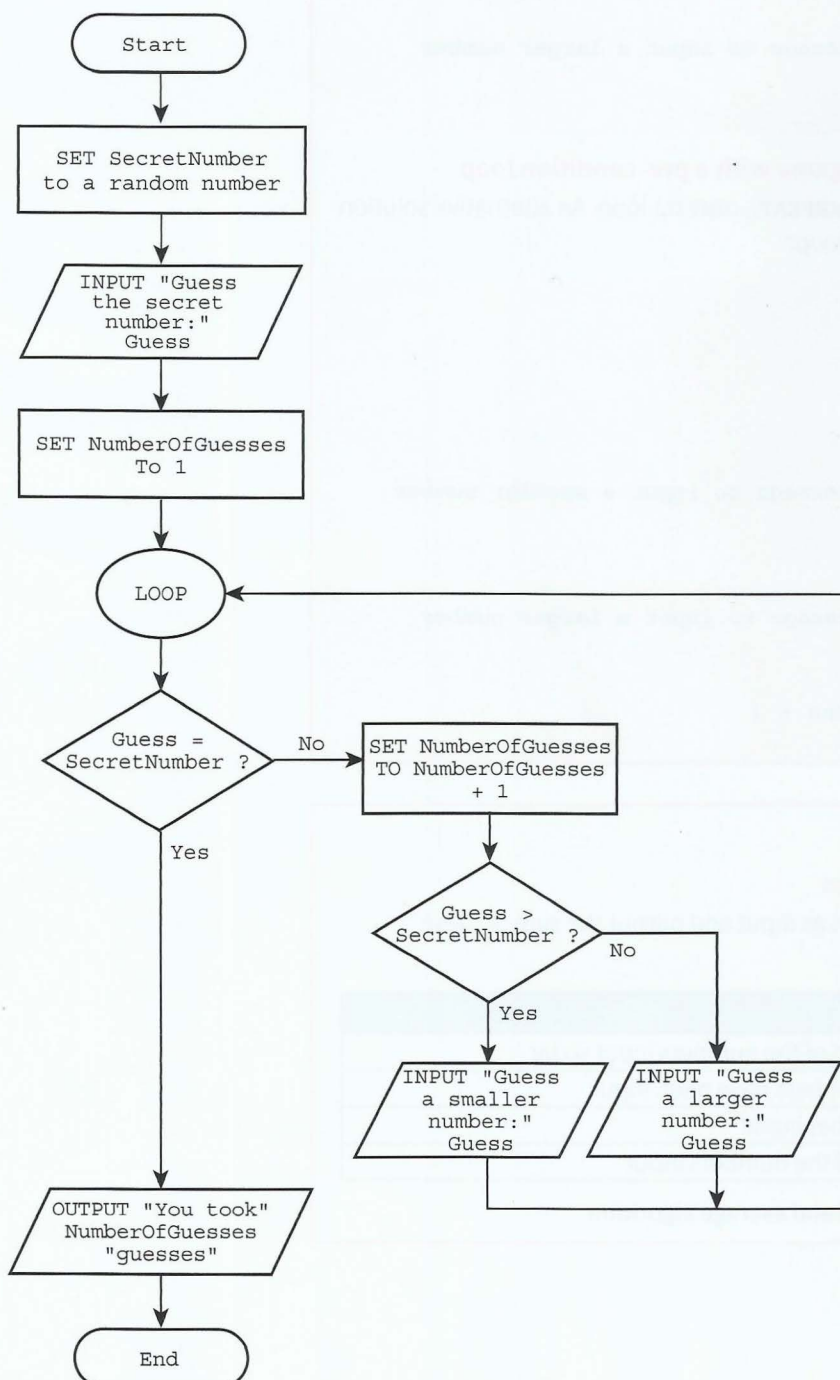 Start
SET SecretNumber
to a random number
INPUT "Guess
the secret
number:"
Guess
SET NumberOfGuesses
To 1
LOOP
Guess =
SecretNumber ?
No
SET NumberOfGuesses
TO NumberOfGuesses
+ 1
Yes
Guess >
SecretNumber ?
No
Yes
INPUT "Guess
a smaller
number:"
Guess
INPUT "Guess
a larger
number:"
Guess
OUTPUT "You took"
NumberOfGuesses
"guesses"
End